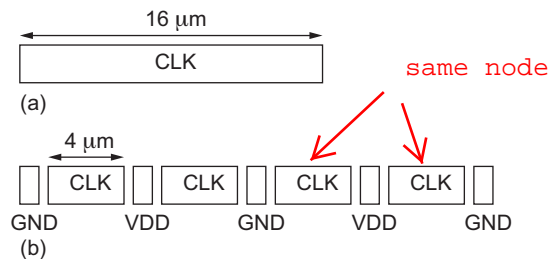 16 μm
CLK
same node
(a)
4 μm
CLK CLK CLK CLK
GND VDD GND VDD GND
(b)